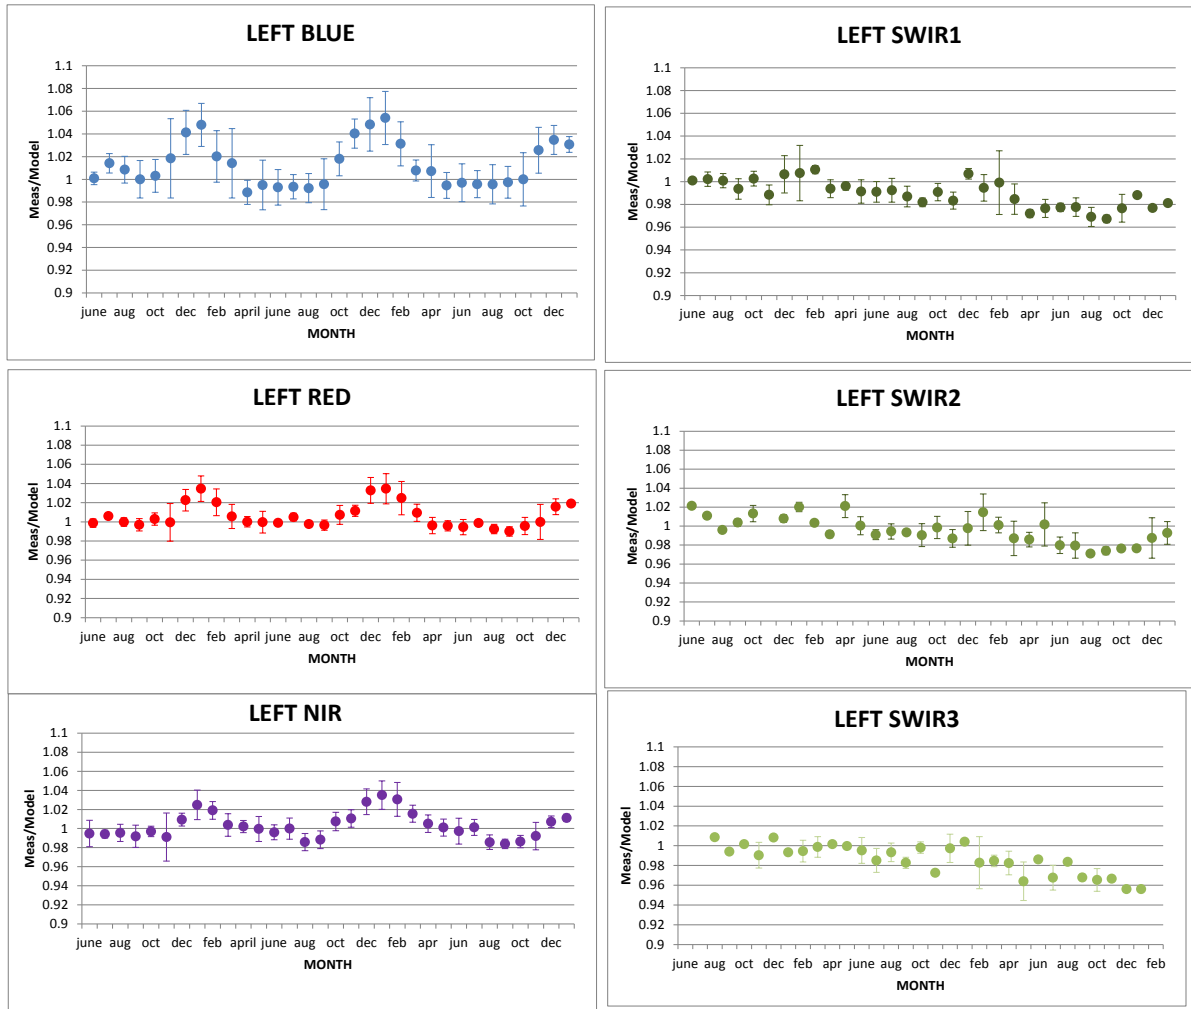 LEFT BLUE
1.1
1.08
1.06
1.04
1.02
1
0.98
0.96
0.94
0.92
0.9
Meas/Model
june aug oct dec feb april june aug oct dec feb apr jun aug oct dec
MONTH
LEFT SWIR1
1.1
1.08
1.06
1.04
1.02
1
0.98
0.96
0.94
0.92
0.9
Meas/Model
june aug oct dec feb apri june aug oct dec feb apr jun aug oct dec
MONTH
LEFT RED
1.1
1.08
1.06
1.04
1.02
1
0.98
0.96
0.94
0.92
0.9
Meas/Model
june aug oct dec feb april june aug oct dec feb apr jun aug oct dec
MONTH
LEFT SWIR2
1.1
1.08
1.06
1.04
1.02
1
0.98
0.96
0.94
0.92
0.9
Meas/Model
june aug oct dec feb apr june aug oct dec feb apr jun aug oct dec
MONTH
LEFT NIR
1.1
1.08
1.06
1.04
1.02
1
0.98
0.96
0.94
0.92
0.9
Meas/Model
june aug oct dec feb april june aug oct dec feb apr jun aug oct dec
MONTH
LEFT SWIR3
1.1
1.08
1.06
1.04
1.02
1
0.98
0.96
0.94
0.92
0.9
Meas/Model
june aug oct dec feb apr june aug oct dec feb apr jun aug oct dec feb
MONTH